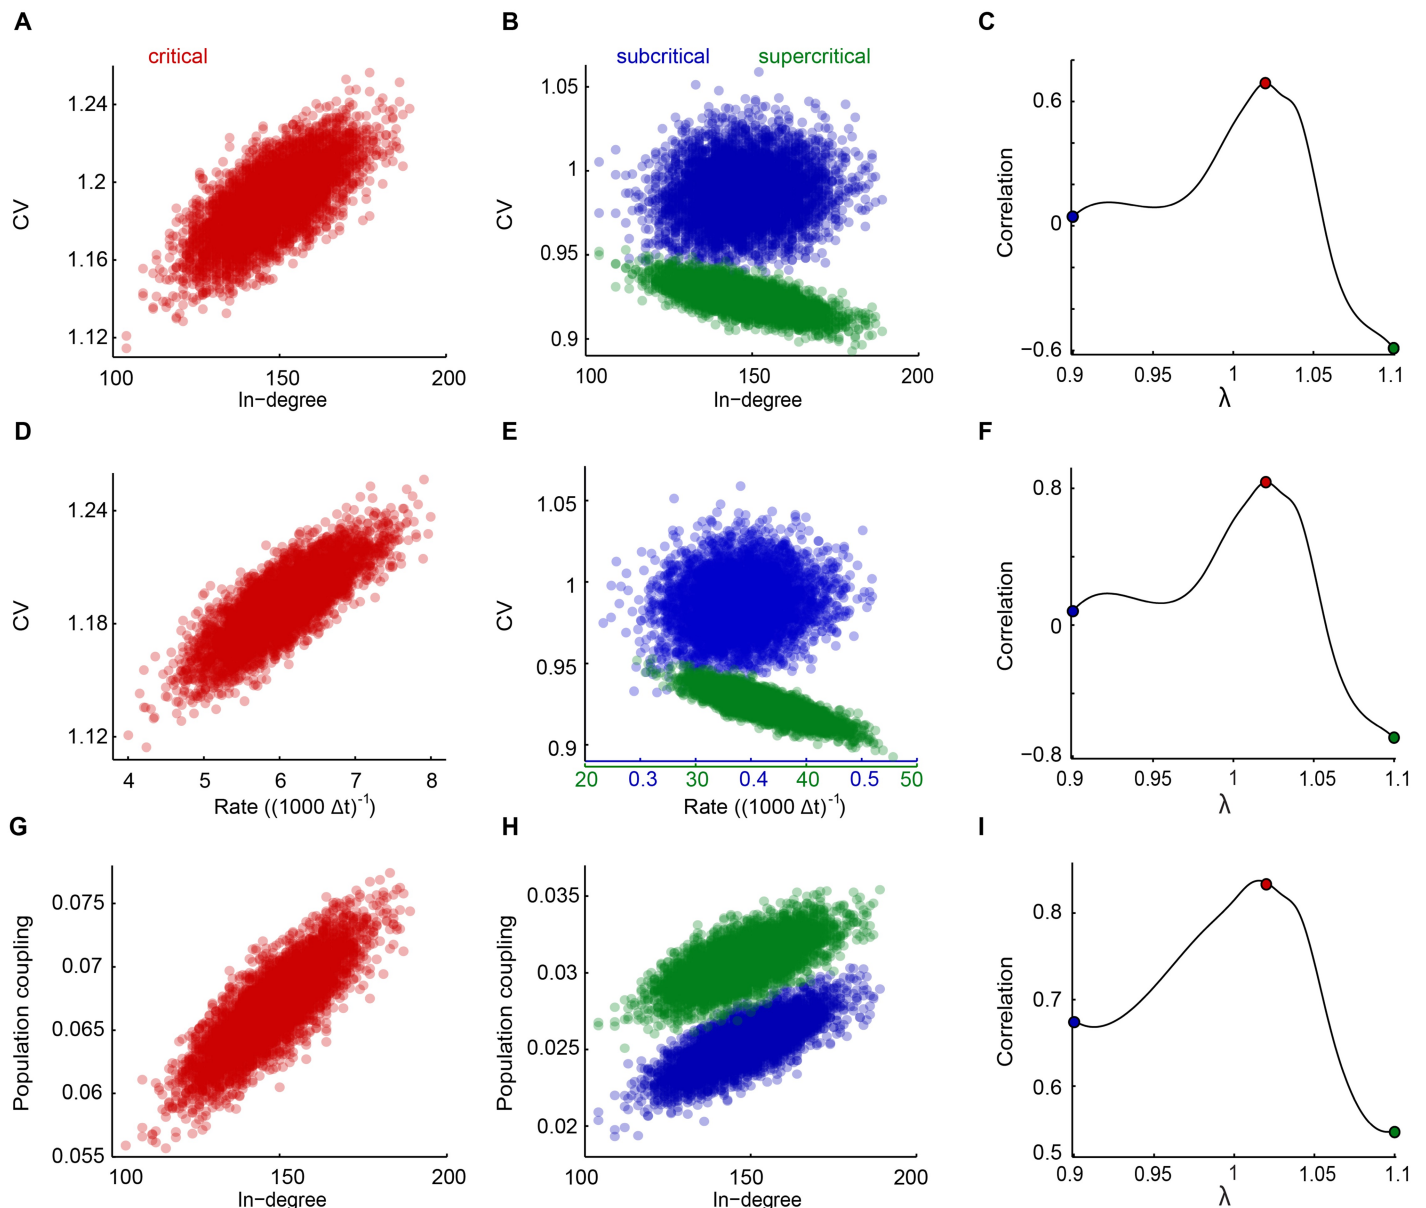 A
critical
1.24
1.2
1.16
1.12
CV
100
150
200
In-degree
B
subcritical
supercritical
1.05
1
0.95
0.9
CV
100
150
200
In-degree
C
0.6
0
−0.6
Correlation
0.9
0.95
1
1.05
1.1
λ
D
1.24
1.18
1.12
CV
4
5
6
7
8
Rate ((1000 Δt)⁻¹)
E
1.05
1
0.95
0.9
CV
20
0.3
30
0.4
40
0.5
50
Rate ((1000 Δt)⁻¹)
F
0.8
0
−0.8
Correlation
0.9
0.95
1
1.05
1.1
λ
G
0.075
0.07
0.065
0.06
0.055
Population coupling
100
150
200
In-degree
H
0.035
0.03
0.025
0.02
Population coupling
100
150
200
In-degree
I
0.8
0.7
0.6
0.5
Correlation
0.9
0.95
1
1.05
1.1
λ